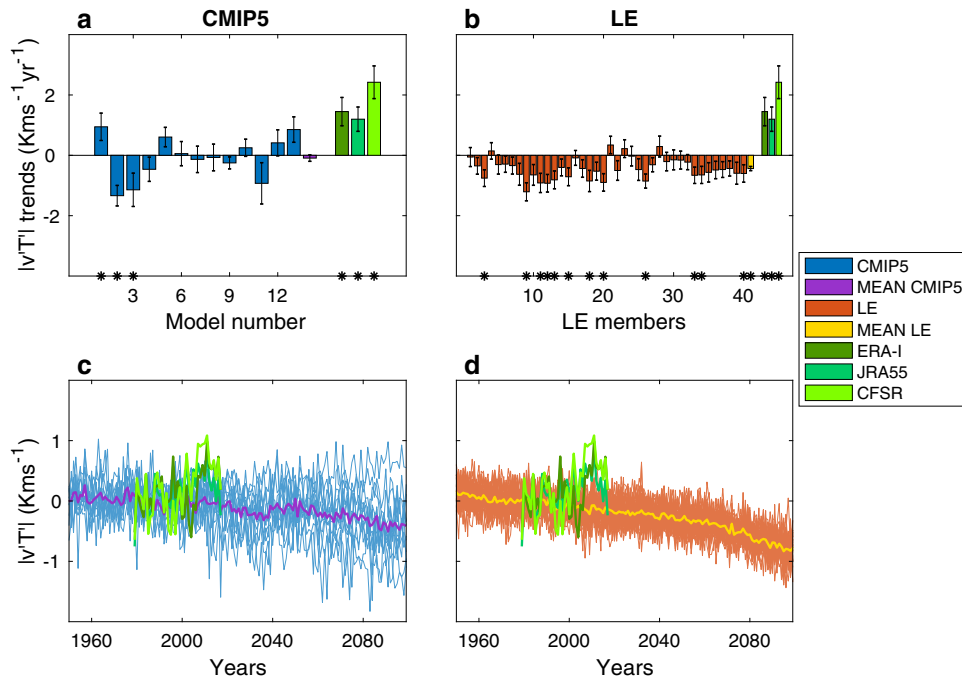 a CMIP5
b LE
|v'T'| trends (Kms⁻¹yr⁻¹)
2
0
-2
* * * * * *
3 6 9 12
Model number
* * * * * * * * * * * * * * * * *
10 20 30 40
LE members
CMIP5
MEAN CMIP5
LE
MEAN LE
ERA-I
JRA55
CFSR
c
d
|v'T'| (Kms⁻¹)
1
0
-1
1960 2000 2040 2080
Years
1960 2000 2040 2080
Years